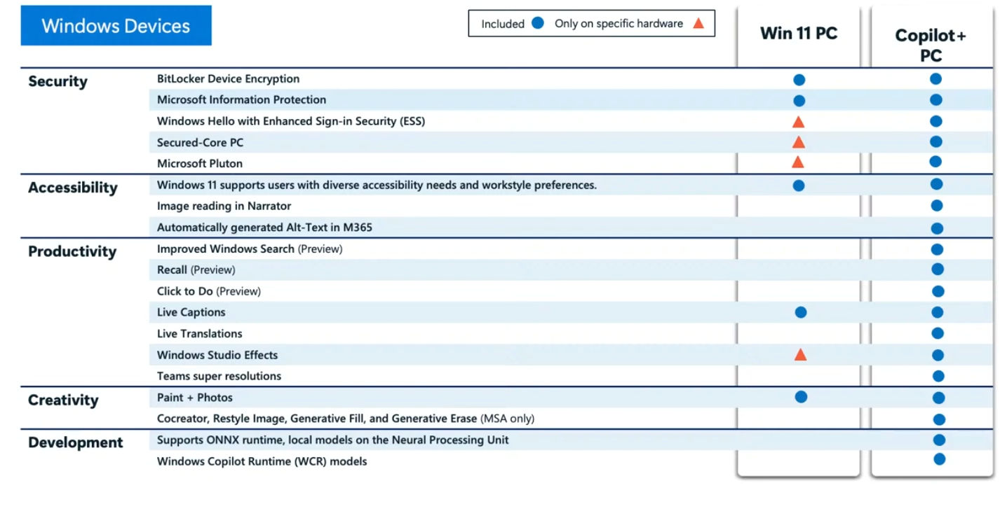 Windows Devices
Included Only on specific hardware
Win 11 PC
Copilot+
PC
Security
BitLocker Device Encryption
Microsoft Information Protection
Windows Hello with Enhanced Sign-in Security (ESS)
Secured-Core PC
Microsoft Pluton
Accessibility
Windows 11 supports users with diverse accessibility needs and workstyle preferences.
Image reading in Narrator
Automatically generated Alt-Text in M365
Productivity
Improved Windows Search (Preview)
Recall (Preview)
Click to Do (Preview)
Live Captions
Live Translations
Windows Studio Effects
Teams super resolutions
Creativity
Paint + Photos
Cocreator, Restyle Image, Generative Fill, and Generative Erase (MSA only)
Development
Supports ONNX runtime, local models on the Neural Processing Unit
Windows Copilot Runtime (WCR) models